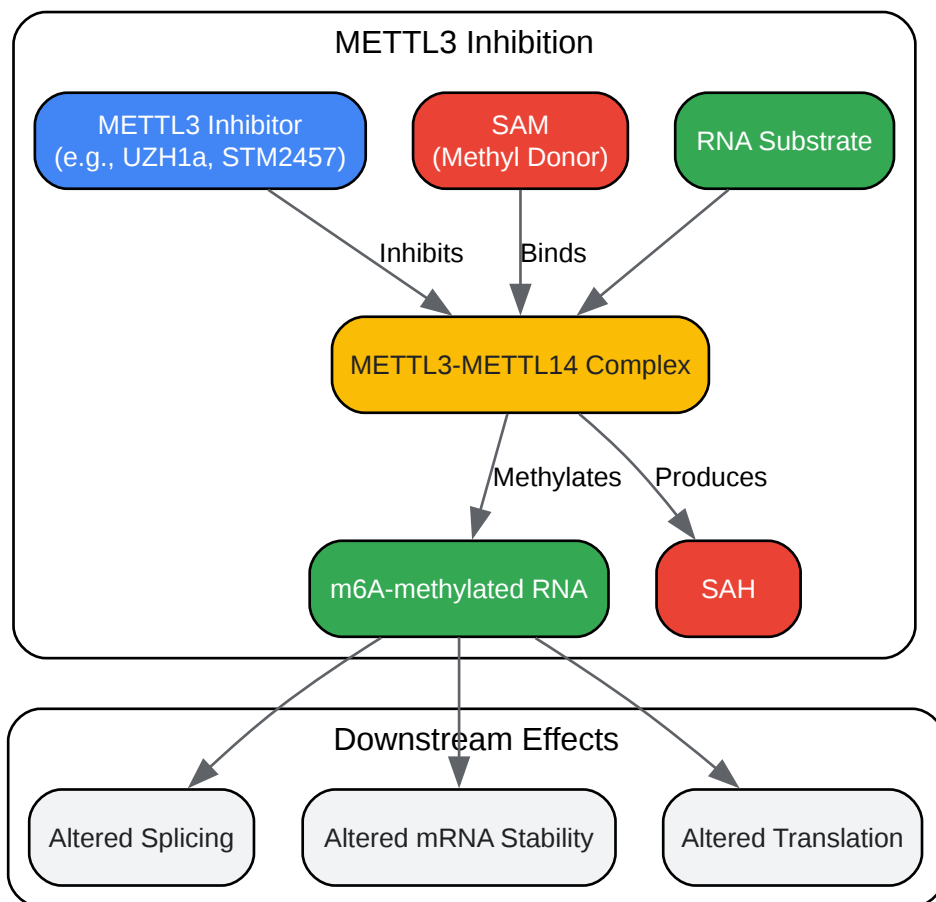 METTL3 Inhibition
METTL3 Inhibitor
(e.g., UZH1a, STM2457)
SAM
(Methyl Donor)
RNA Substrate
Inhibits
Binds
METTL3-METTL14 Complex
Methylates
Produces
m6A-methylated RNA
SAH
Downstream Effects
Altered Splicing
Altered mRNA Stability
Altered Translation